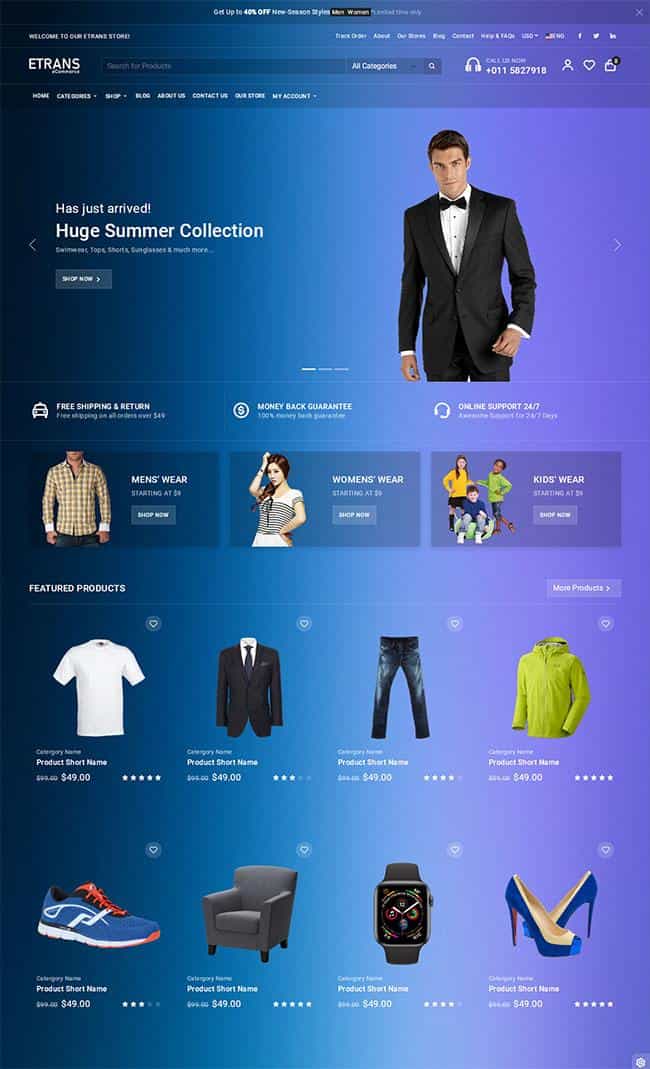 Get Up to 40% OFF New-Season Styles Men Women *Limited time only.
WELCOME TO OUR ETRANS STORE!
Track Order About Our Stores Blog Contact Help & FAQs USD ENG
ETRANS
eCommerce
Search for Products
All Categories
CALL US NOW
+011 5827918
0
HOME CATEGORIES SHOP BLOG ABOUT US CONTACT US OUR STORE MY ACCOUNT
Has just arrived!
Huge Summer Collection
Swimwear, Tops, Shorts, Sunglasses & much more...
SHOP NOW
FREE SHIPPING & RETURN
Free shipping on all orders over $49
MONEY BACK GUARANTEE
100% money back guarantee
ONLINE SUPPORT 24/7
Awesome Support for 24/7 Days
MENS' WEAR
STARTING AT $9
SHOP NOW
WOMENS' WEAR
STARTING AT $9
SHOP NOW
KIDS' WEAR
STARTING AT $9
SHOP NOW
FEATURED PRODUCTS
More Products
Catergory Name
Product Short Name
$99.00 $49.00
Catergory Name
Product Short Name
$99.00 $49.00
Catergory Name
Product Short Name
$99.00 $49.00
Catergory Name
Product Short Name
$99.00 $49.00
Catergory Name
Product Short Name
$99.00 $49.00
Catergory Name
Product Short Name
$99.00 $49.00
Catergory Name
Product Short Name
$99.00 $49.00
Catergory Name
Product Short Name
$99.00 $49.00